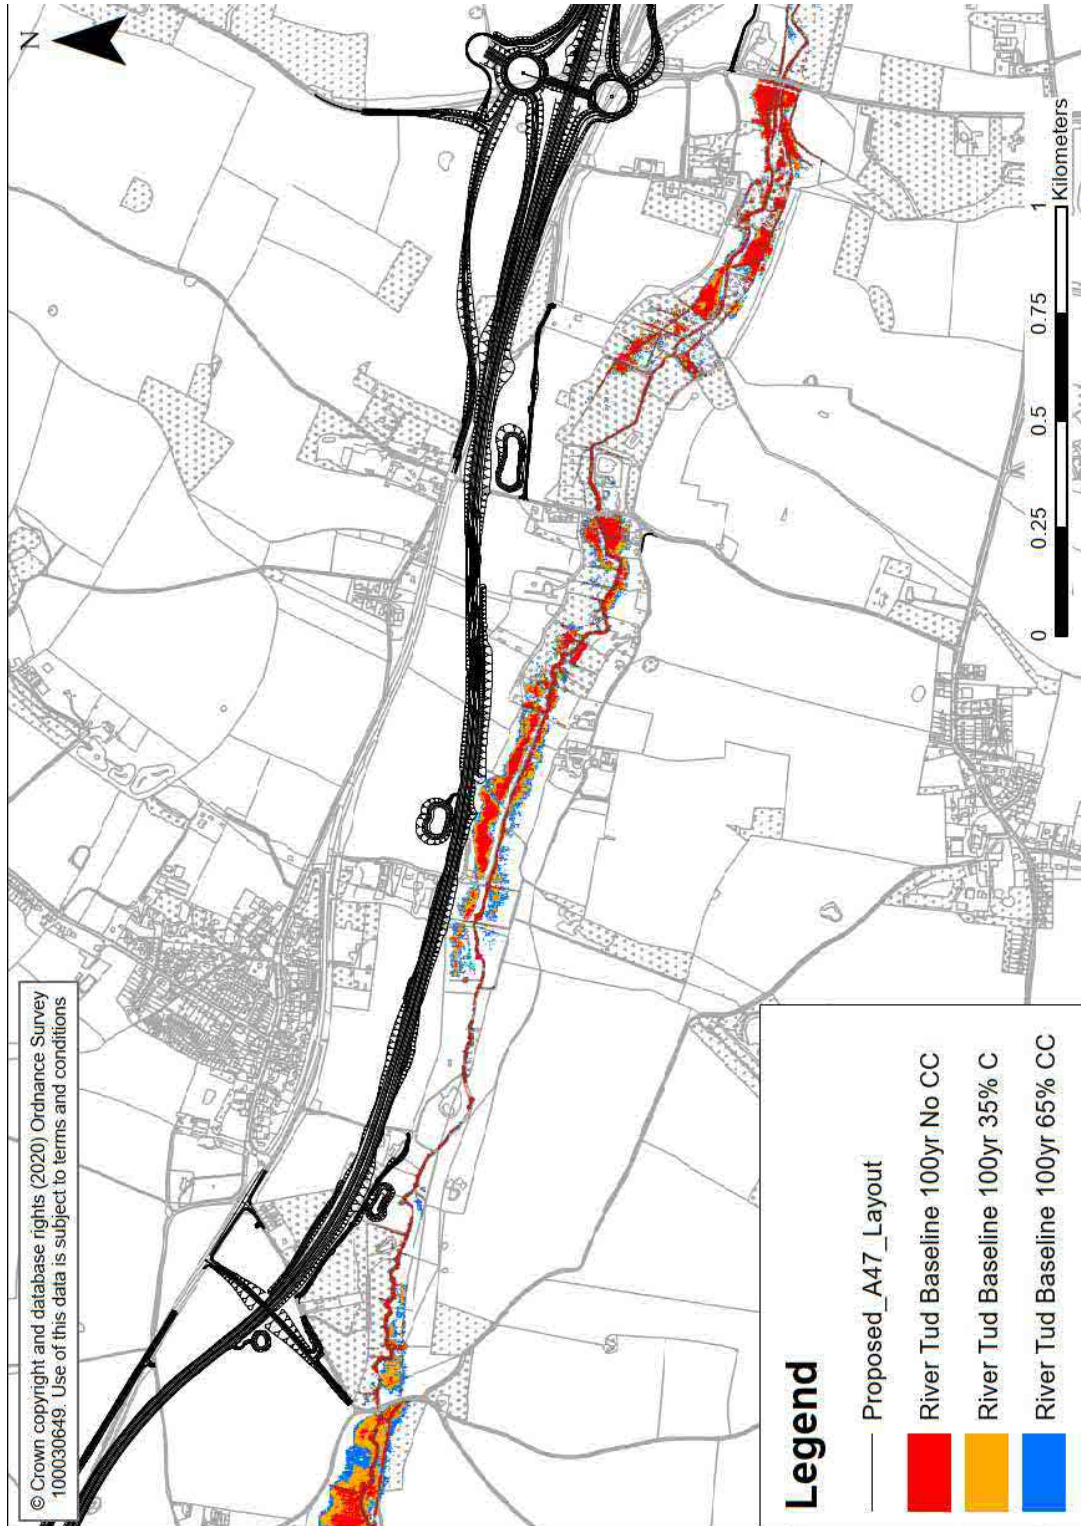 © Crown copyright and database rights (2020) Ordnance Survey
100030649. Use of this data is subject to terms and conditions
N
Legend
Proposed_A47_Layout
River Tud Baseline 100yr No CC
River Tud Baseline 100yr 35% C
River Tud Baseline 100yr 65% CC
0 0.25 0.5 0.75 1
Kilometers